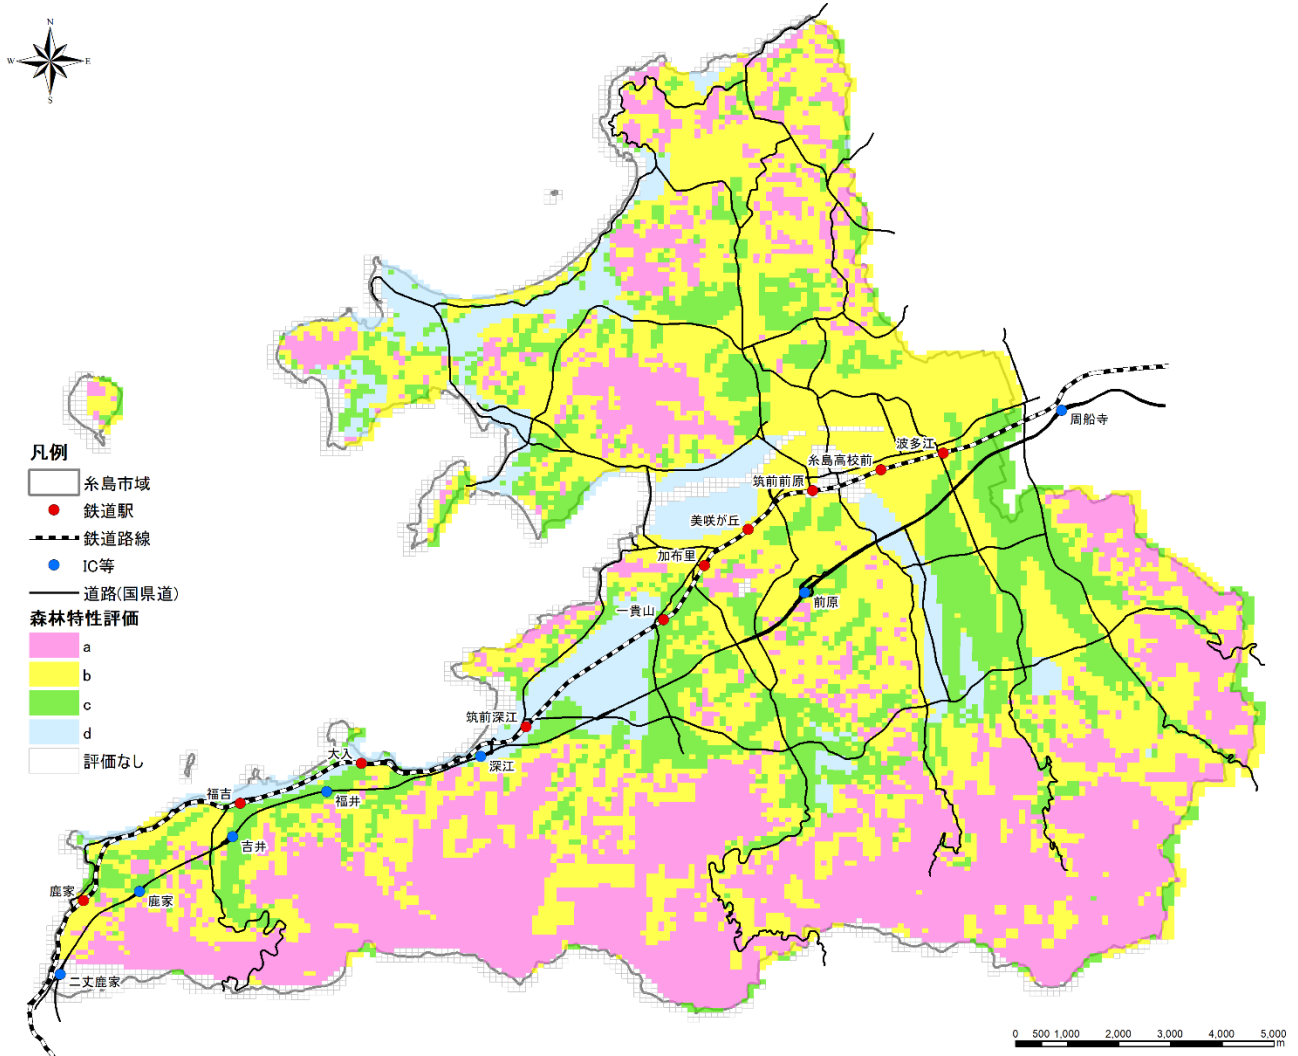 N
W E
S
凡例
糸島市域
鉄道駅
鉄道路線
IC等
道路(国県道)
森林特性評価
a
b
c
d
評価なし
周船寺
波多江
糸島高校前
筑前前原
美咲が丘
加布里
前原
一貴山
筑前深江
深江
大入
福井
福吉
吉井
鹿家
鹿家
二丈鹿家
0 500 1,000 2,000 3,000 4,000 5,000
m